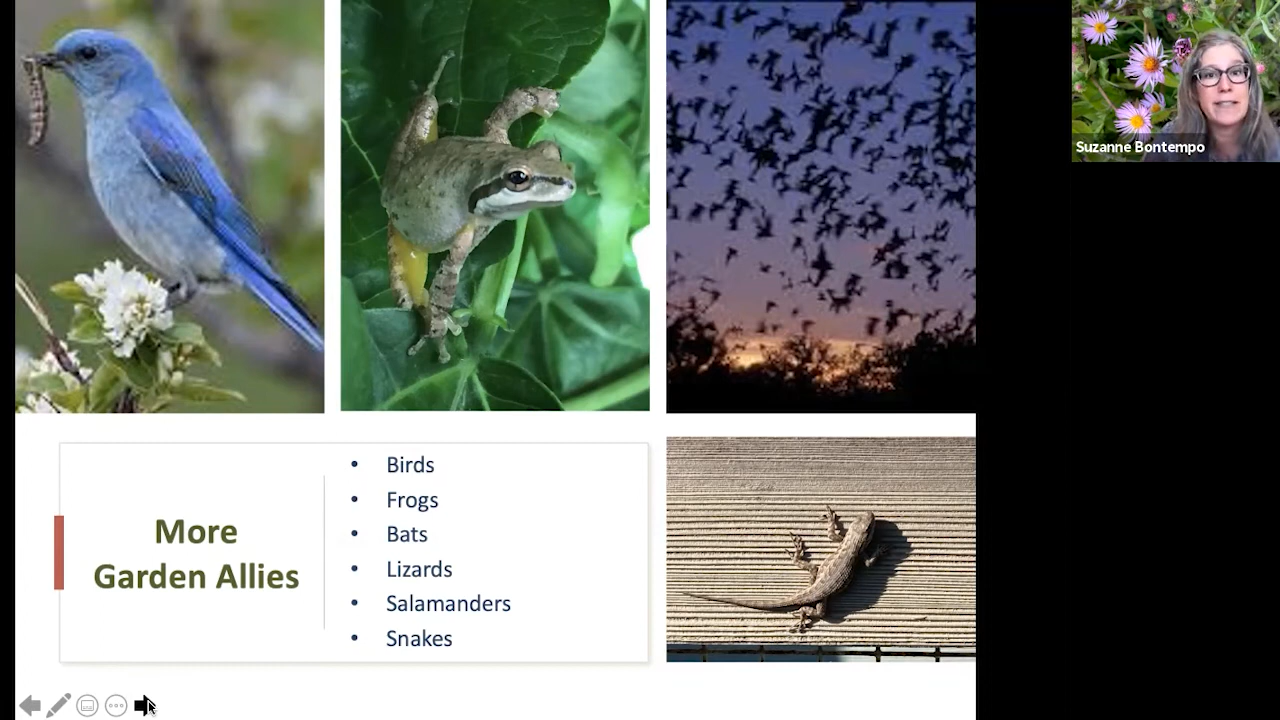 Suzanne Bontempo
More
Garden Allies
• Birds
• Frogs
• Bats
• Lizards
• Salamanders
• Snakes